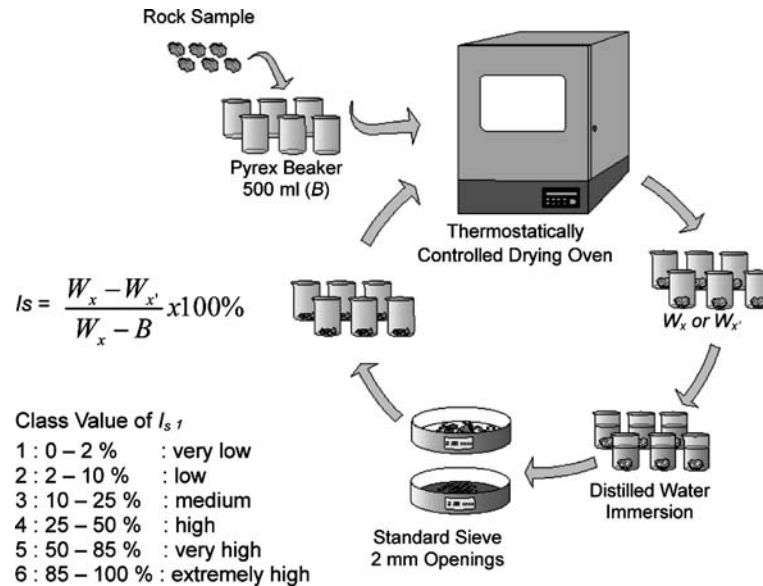 Rock Sample
Pyrex Beaker
500 ml (B)
Thermostatically
Controlled Drying Oven
Is = (Wx – Wx') / (Wx – B) x100%
Wx or Wx'
Class Value of Is 1
1 : 0 – 2 % : very low
2 : 2 – 10 % : low
3 : 10 – 25 % : medium
4 : 25 – 50 % : high
5 : 50 – 85 % : very high
6 : 85 – 100 % : extremely high
Standard Sieve
2 mm Openings
Distilled Water
Immersion